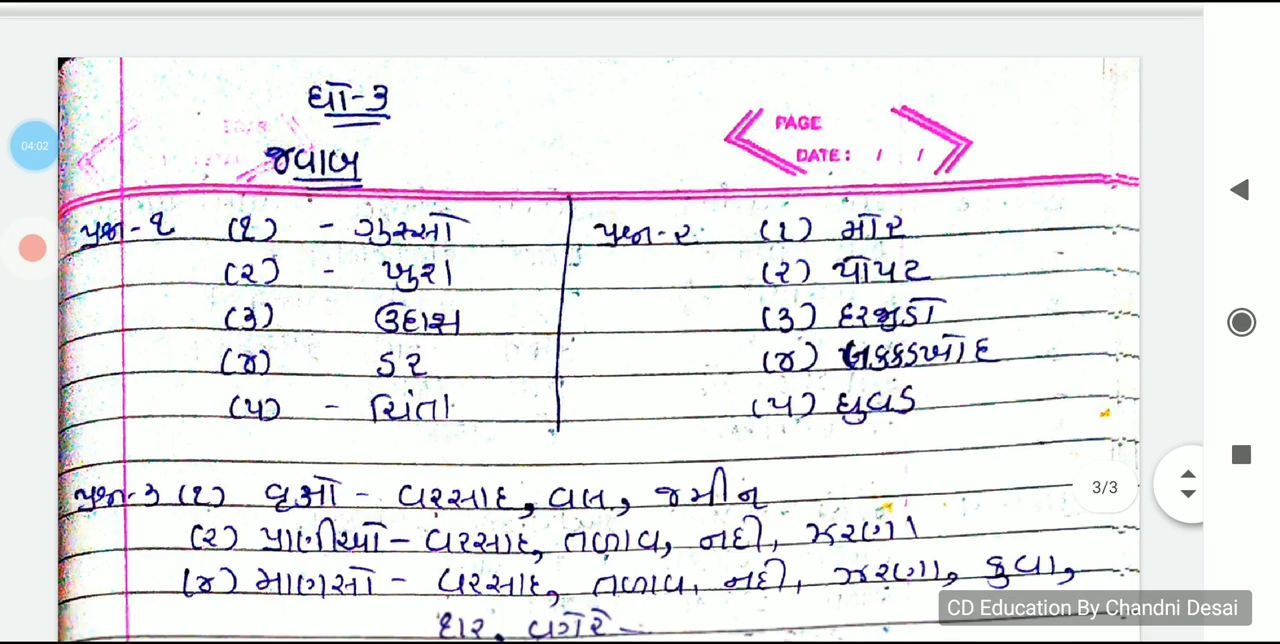 ધો-૩
PAGE
DATE: / /
જવાબ
પ્રશ્ન-૧ (૧) - ગુસ્સો
(૨) - ખુશ
(૩) ઉદાસ
(૪) ડર
(૫) - ચિંતા
પ્રશ્ન-૨ (૧) મોર
(૨) પોપટ
(૩) દરજીડો
(૪) લક્કડખોદ
(૫) ઘુવડ
પ્રશ્ન-૩ (૧) વૃક્ષો - વરસાદ, જમીન
(૨) પ્રાણીઓ - વરસાદ, તળાવ, નદી, ઝરણા
(૪) માણસો - વરસાદ, તળાવ, નદી, ઝરણા, કુવા,
વગેરે
04:02
3/3
CD Education By Chandni Desai